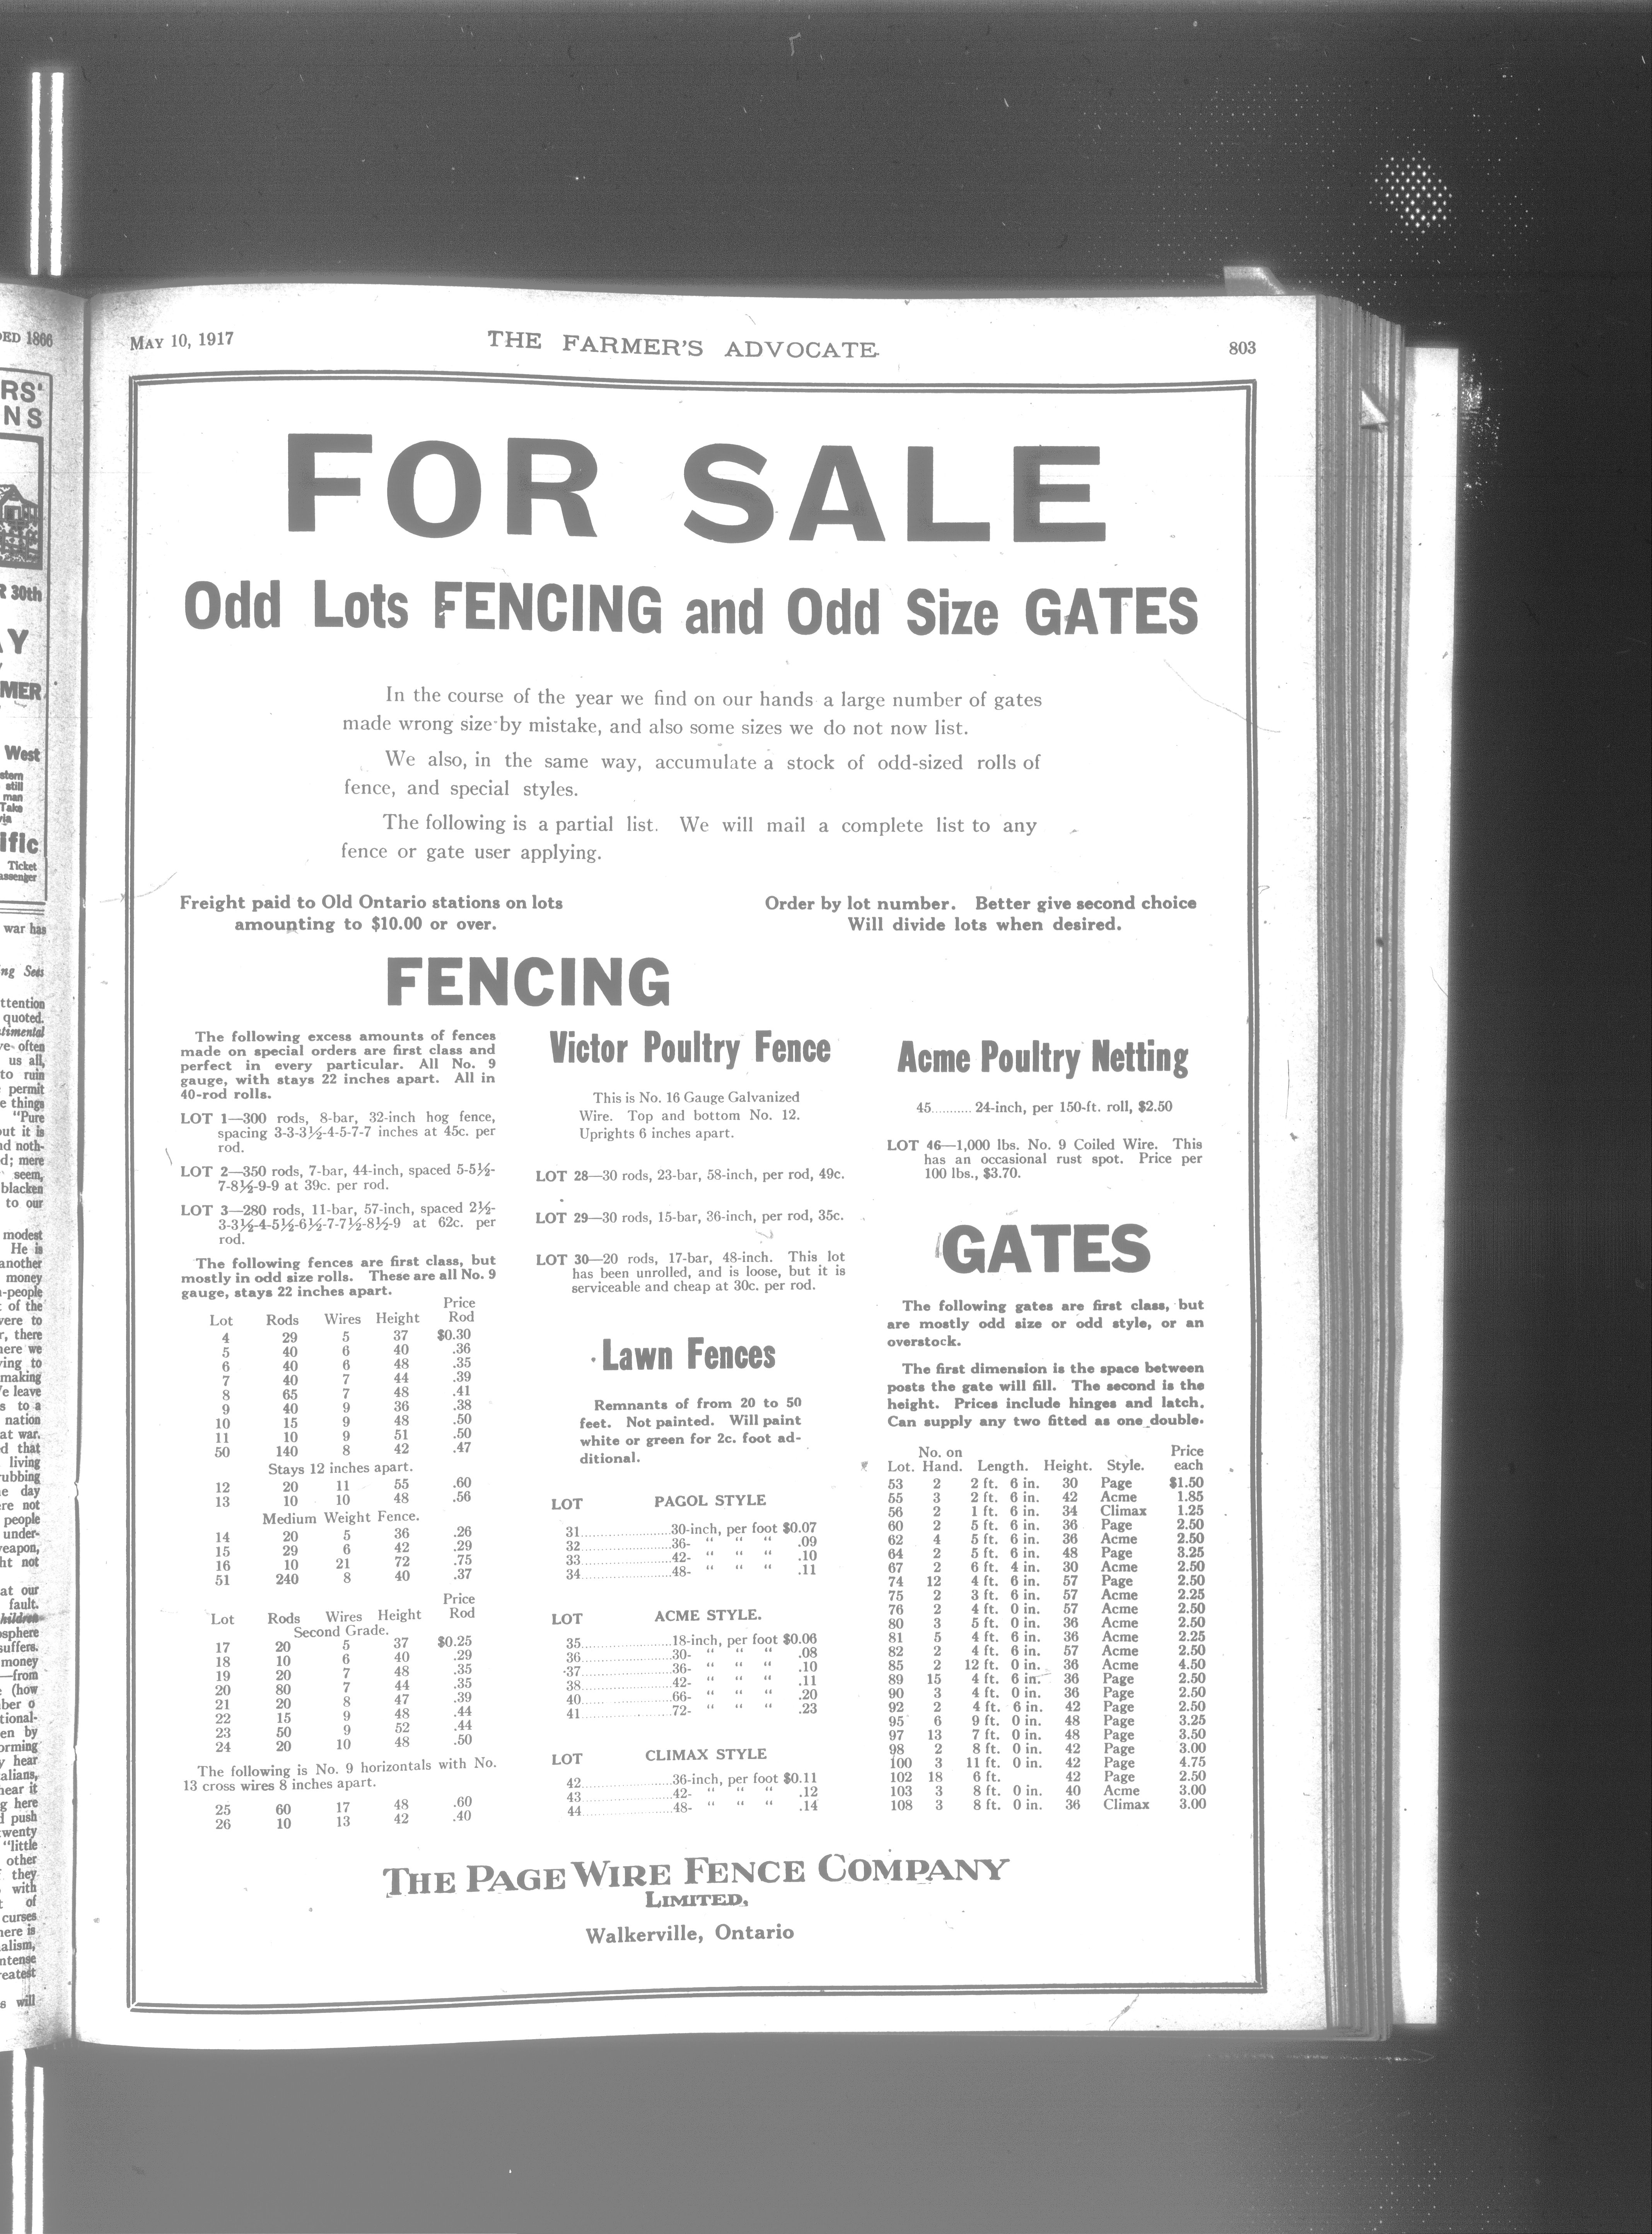 MAY 10, 1917
THE FARMER'S ADVOCATE
803
FOR SALE
Odd Lots FENCING and Odd Size GATES
In the course of the year we find on our hands a large number of gates
made wrong size by mistake, and also some sizes we do not now list.
We also, in the same way, accumulate a stock of odd-sized rolls of
fence, and special styles.
The following is a partial list. We will mail a complete list to any
fence or gate user applying.
Freight paid to Old Ontario stations on lots
amounting to $10.00 or over.
Order by lot number. Better give second choice
Will divide lots when desired.
FENCING
The following excess amounts of fences
made on special orders are first class and
perfect in every particular. All No. 9
gauge, with stays 22 inches apart. All in
40-rod rolls.
LOT 1—300 rods, 8-bar, 32-inch hog fence,
spacing 3-3-3½-4-5-7-7 inches at 45c. per
rod.
LOT 2—350 rods, 7-bar, 44-inch, spaced 5-5½-
7-8½-9-9 at 39c. per rod.
LOT 3—280 rods, 11-bar, 57-inch, spaced 2½-
3-3½-4-5½-6½-7-7½-8½-9 at 62c. per
rod.
The following fences are first class, but
mostly in odd size rolls. These are all No. 9
gauge, stays 22 inches apart.
Lot Rods Wires Height Price Rod
4 29 5 37 $0.30
5 40 6 40 .36
6 40 6 48 .35
7 40 7 44 .39
8 65 7 48 .41
9 40 9 36 .38
10 15 9 48 .50
11 10 9 51 .50
50 140 8 42 .47
Stays 12 inches apart.
12 20 11 55 .60
13 10 10 48 .56
Medium Weight Fence.
14 20 5 36 .26
15 29 6 42 .29
16 10 21 72 .75
51 240 8 40 .37
Lot Rods Wires Height Price Rod
Second Grade.
17 20 5 37 $0.25
18 10 6 40 .29
19 20 7 48 .35
20 80 7 44 .35
21 20 8 47 .39
22 15 9 48 .44
23 50 9 52 .44
24 20 10 48 .50
The following is No. 9 horizontals with No.
13 cross wires 8 inches apart.
25 60 17 48 .60
26 10 13 42 .40
Victor Poultry Fence
This is No. 16 Gauge Galvanized
Wire. Top and bottom No. 12.
Uprights 6 inches apart.
LOT 28—30 rods, 23-bar, 58-inch, per rod, 49c.
LOT 29—30 rods, 15-bar, 36-inch, per rod, 35c.
LOT 30—20 rods, 17-bar, 48-inch. This lot
has been unrolled, and is loose, but it is
serviceable and cheap at 30c. per rod.
Lawn Fences
Remnants of from 20 to 50
feet. Not painted. Will paint
white or green for 2c. foot ad-
ditional.
LOT PAGOL STYLE
31..........30-inch, per foot $0.07
32..........36- " " " .09
33..........42- " " " .10
34..........48- " " " .11
LOT ACME STYLE.
35..........18-inch, per foot $0.06
36..........30- " " " .08
37..........36- " " " .10
38..........42- " " " .11
40..........66- " " " .20
41..........72- " " " .23
LOT CLIMAX STYLE
42..........36-inch, per foot $0.11
43..........42- " " " .12
44..........48- " " " .14
Acme Poultry Netting
45.......... 24-inch, per 150-ft. roll, $2.50
LOT 46—1,000 lbs. No. 9 Coiled Wire. This
has an occasional rust spot. Price per
100 lbs., $3.70.
GATES
The following gates are first class, but
are mostly odd size or odd style, or an
overstock.
The first dimension is the space between
posts the gate will fill. The second is the
height. Prices include hinges and latch.
Can supply any two fitted as one double.
Lot. No. on Hand. Length. Height. Style. Price each
53 2 2 ft. 6 in. 30 Page $1.50
55 3 2 ft. 6 in. 42 Acme 1.85
56 2 1 ft. 6 in. 34 Climax 1.25
60 2 5 ft. 6 in. 36 Page 2.50
62 4 5 ft. 6 in. 36 Acme 2.50
64 2 5 ft. 6 in. 48 Page 3.25
67 2 6 ft. 4 in. 30 Acme 2.50
74 12 4 ft. 6 in. 57 Page 2.50
75 2 3 ft. 6 in. 57 Acme 2.25
76 2 4 ft. 0 in. 57 Acme 2.50
80 3 5 ft. 0 in. 36 Acme 2.50
81 5 4 ft. 6 in. 36 Acme 2.25
82 2 4 ft. 6 in. 57 Acme 2.50
85 2 12 ft. 0 in. 36 Acme 4.50
89 15 4 ft. 6 in. 36 Page 2.50
90 3 4 ft. 0 in. 36 Page 2.50
92 2 4 ft. 6 in. 42 Page 2.50
95 6 9 ft. 0 in. 48 Page 3.25
97 13 7 ft. 0 in. 48 Page 3.50
98 2 8 ft. 0 in. 42 Page 3.00
100 3 11 ft. 0 in. 42 Page 4.75
102 18 6 ft. 42 Page 2.50
103 3 8 ft. 0 in. 40 Acme 3.00
108 3 8 ft. 0 in. 36 Climax 3.00
THE PAGE WIRE FENCE COMPANY
LIMITED,
Walkerville, Ontario